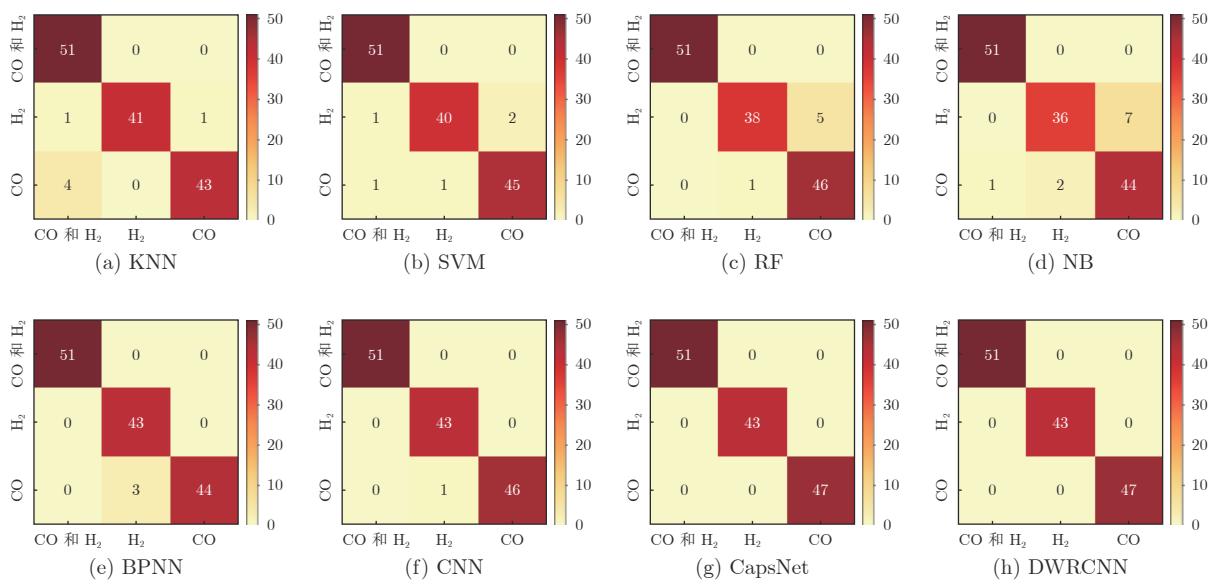 CO 和 H₂ 51 0 0 50
H₂ 1 41 1 40 30 20
CO 4 0 43 10 0
CO 和 H₂ H₂ CO
(a) KNN
CO 和 H₂ 51 0 0 50
H₂ 1 40 2 40 30 20
CO 1 1 45 10 0
CO 和 H₂ H₂ CO
(b) SVM
CO 和 H₂ 51 0 0 50
H₂ 0 38 5 40 30 20
CO 0 1 46 10 0
CO 和 H₂ H₂ CO
(c) RF
CO 和 H₂ 51 0 0 50
H₂ 0 36 7 40 30 20
CO 1 2 44 10 0
CO 和 H₂ H₂ CO
(d) NB
CO 和 H₂ 51 0 0 50
H₂ 0 43 0 40 30 20
CO 0 3 44 10 0
CO 和 H₂ H₂ CO
(e) BPNN
CO 和 H₂ 51 0 0 50
H₂ 0 43 0 40 30 20
CO 0 1 46 10 0
CO 和 H₂ H₂ CO
(f) CNN
CO 和 H₂ 51 0 0 50
H₂ 0 43 0 40 30 20
CO 0 0 47 10 0
CO 和 H₂ H₂ CO
(g) CapsNet
CO 和 H₂ 51 0 0 50
H₂ 0 43 0 40 30 20
CO 0 0 47 10 0
CO 和 H₂ H₂ CO
(h) DWRCNN